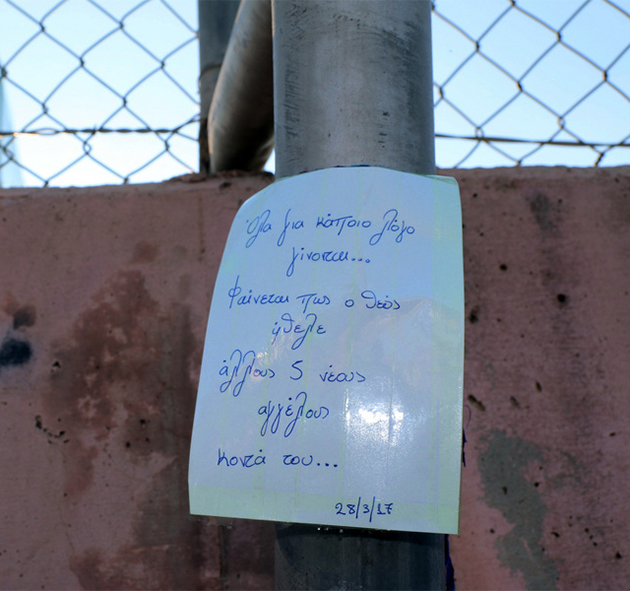 Όλα για κάποιο λόγο
γίνονται...
Φαίνεται πως ο θεός
ήθελε
άλλους 5 νέους
αγγέλους
κοντά του...
28/3/17